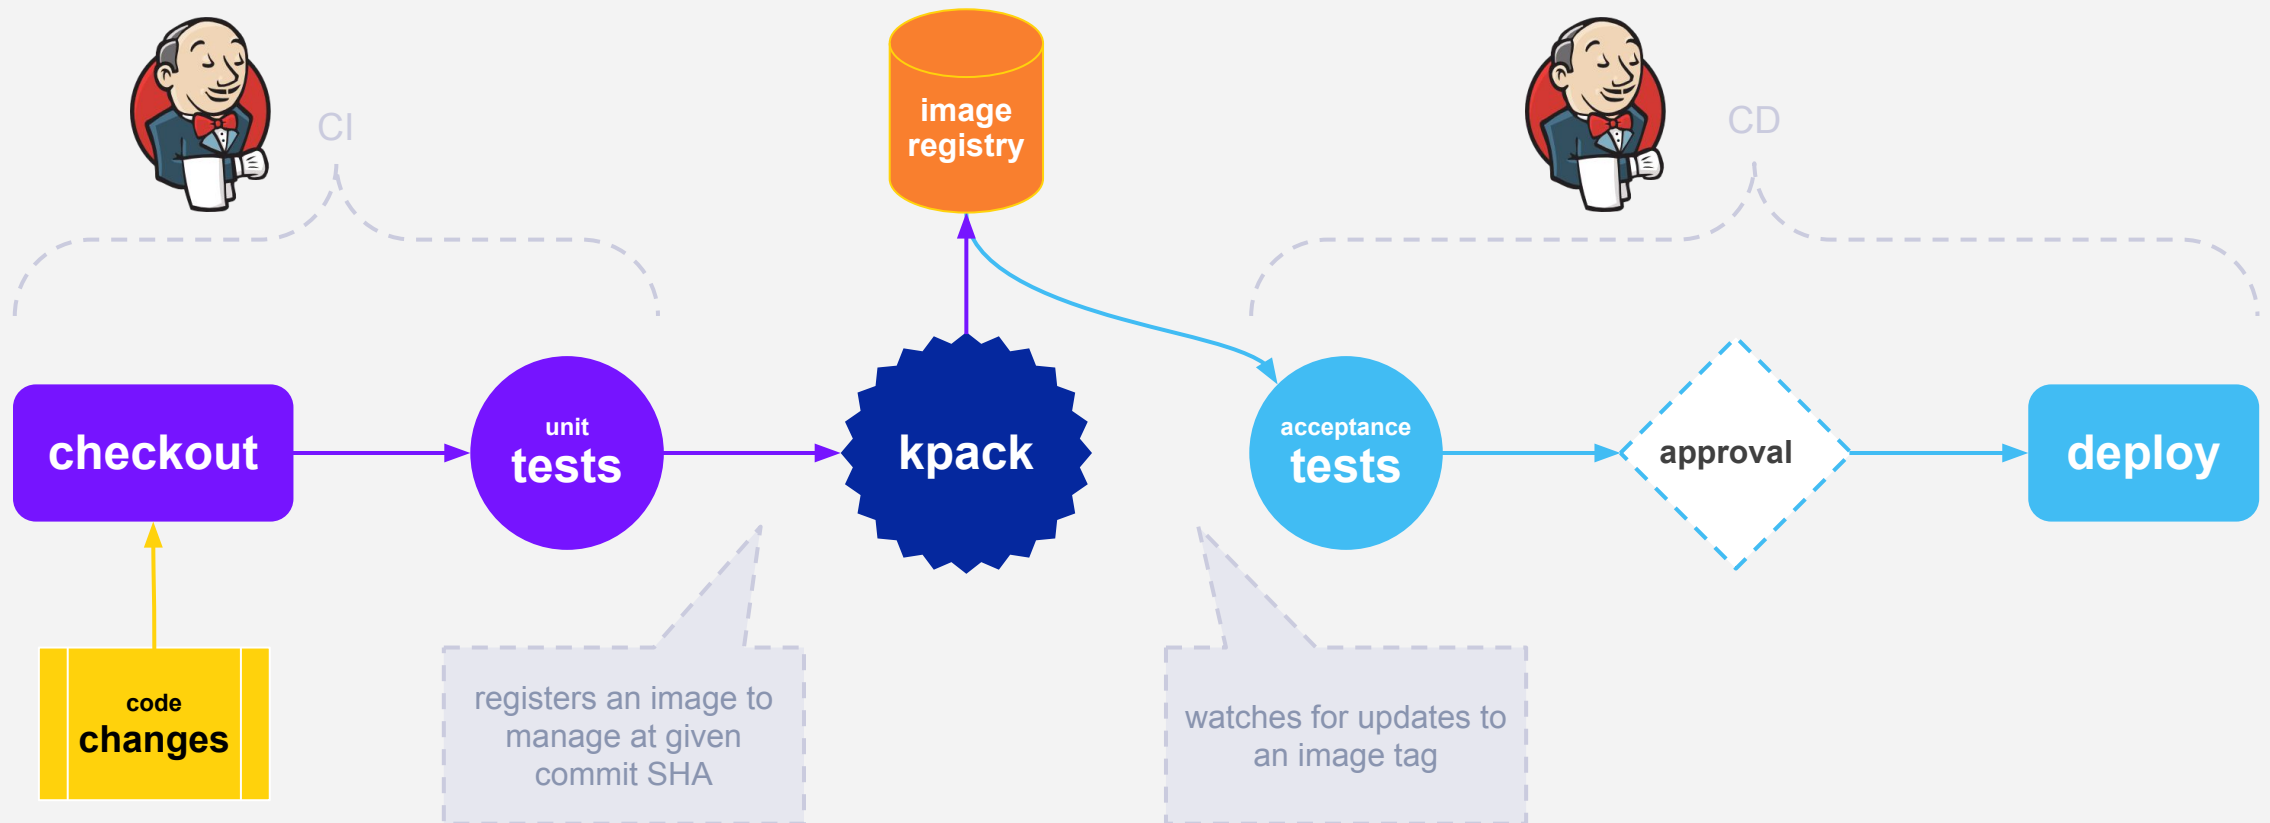 CI
image
registry
CD
checkout
unit
tests
kpack
acceptance
tests
approval
deploy
code
changes
registers an image to
manage at given
commit SHA
watches for updates to
an image tag